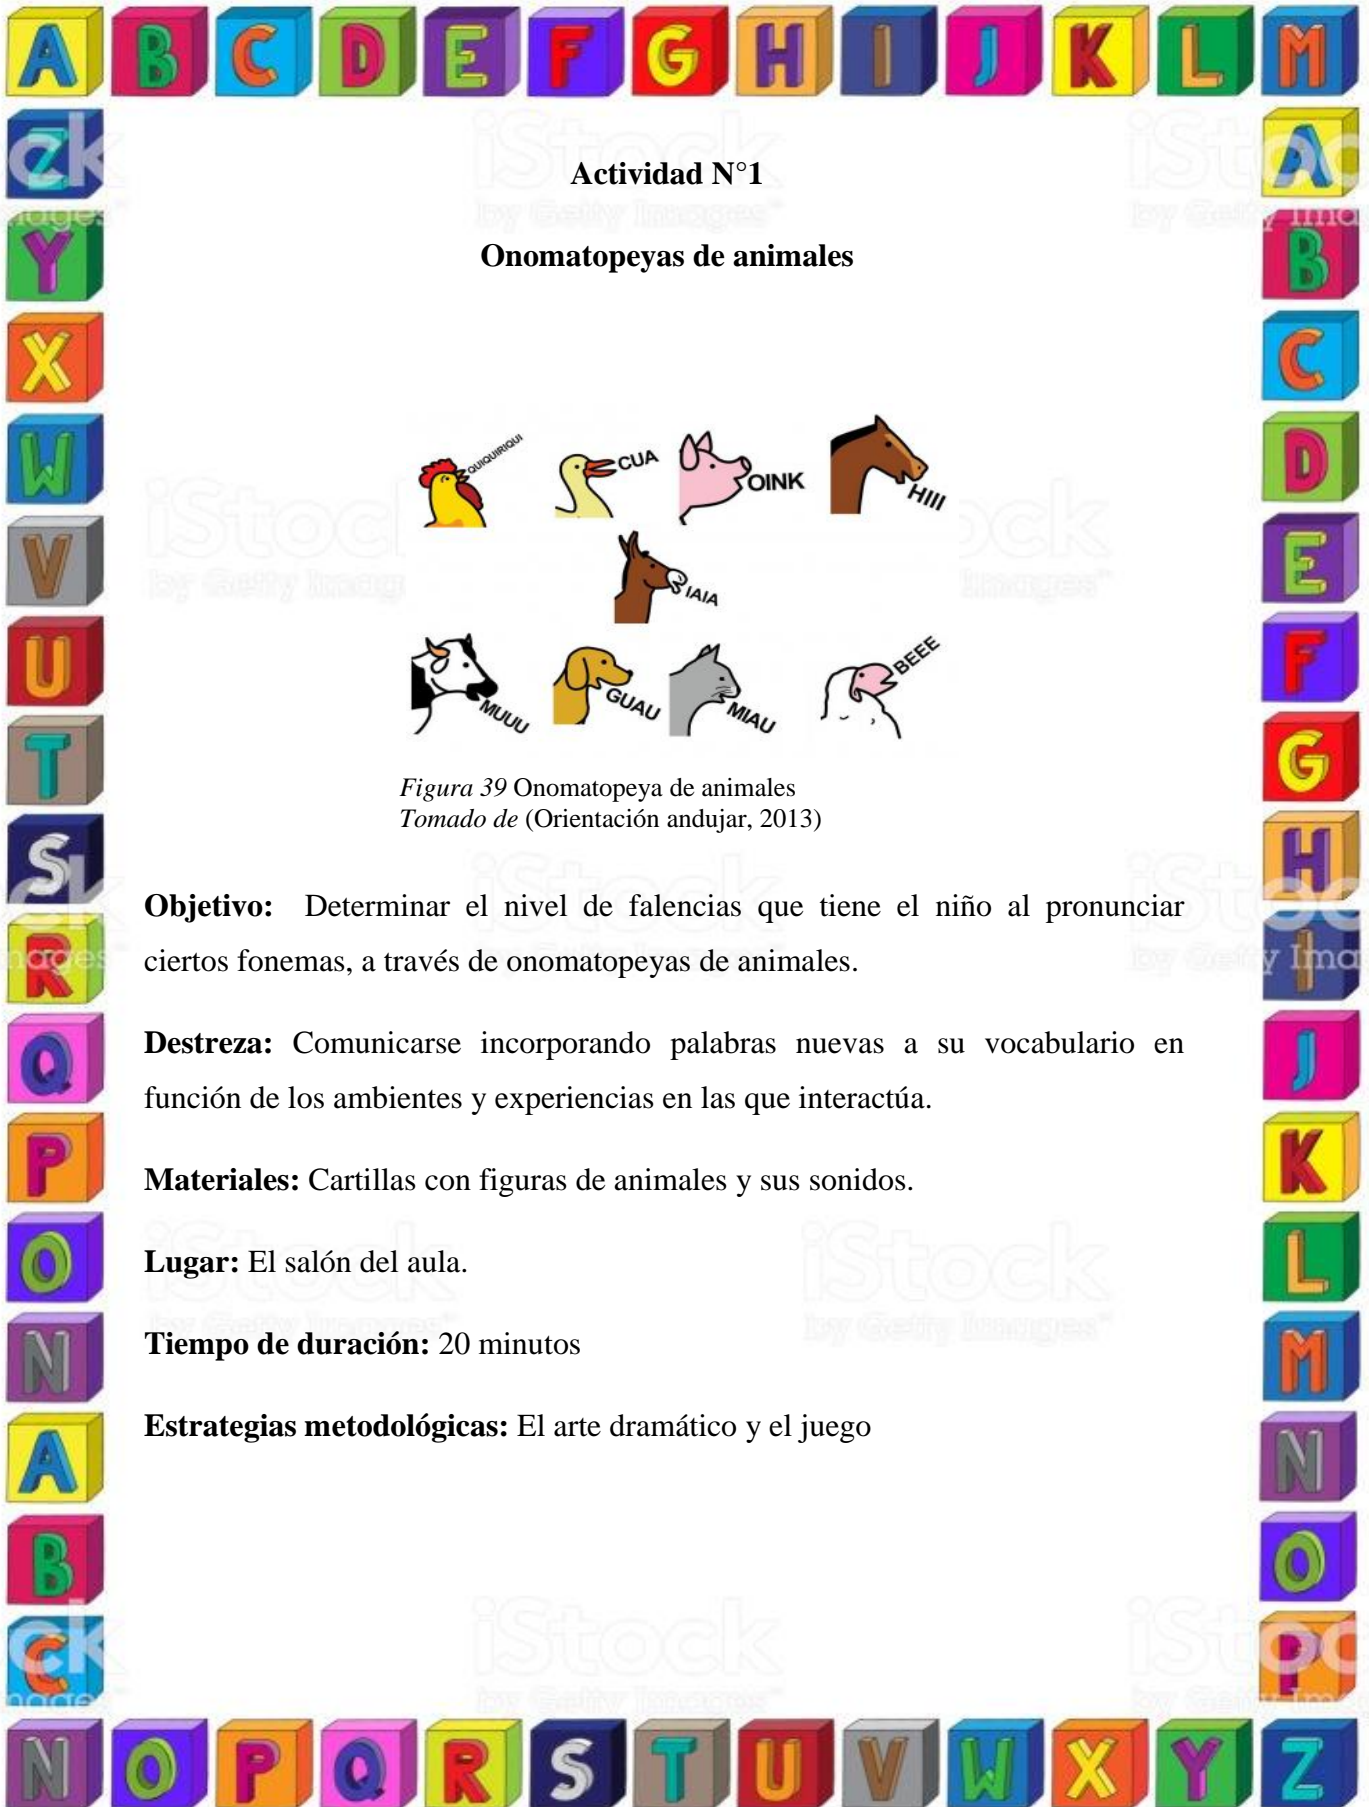 A B C D E F G H I J K L M
Z
Y
X
W
V
U
T
S
R
Q
P
O
N
A
B
C
Actividad N°1
Onomatopeyas de animales
QUIQUIRIQUI
CUA
OINK
HIII
IAIA
MUUU
GUAU
MIAU
BEEE
Figura 39 Onomatopeya de animales
Tomado de (Orientación andujar, 2013)
Objetivo: Determinar el nivel de falencias que tiene el niño al pronunciar
ciertos fonemas, a través de onomatopeyas de animales.
Destreza: Comunicarse incorporando palabras nuevas a su vocabulario en
función de los ambientes y experiencias en las que interactúa.
Materiales: Cartillas con figuras de animales y sus sonidos.
Lugar: El salón del aula.
Tiempo de duración: 20 minutos
Estrategias metodológicas: El arte dramático y el juego
A
B
C
D
E
F
G
H
I
J
K
L
M
N
O
P
N O P Q R S T U V W X Y Z
iStock
by Getty Images™